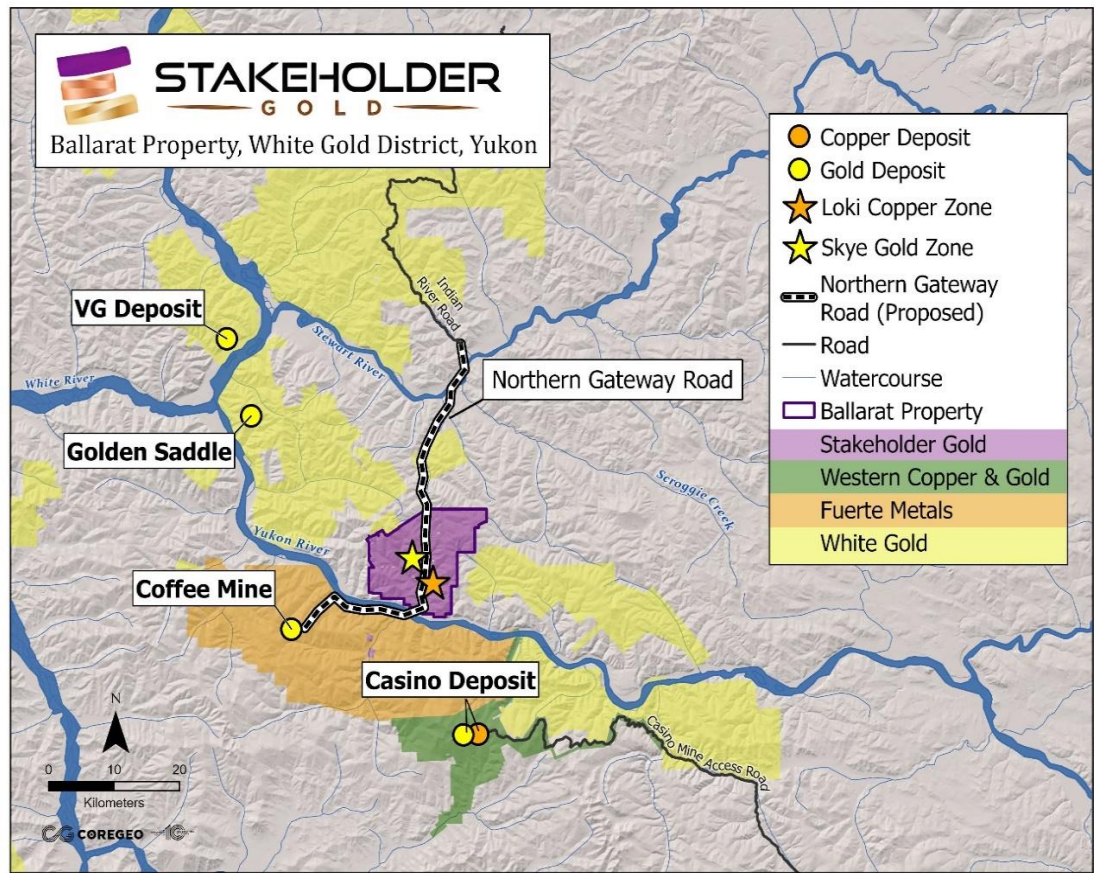 STAKEHOLDER
GOLD
Ballarat Property, White Gold District, Yukon
Copper Deposit
Gold Deposit
Loki Copper Zone
Skye Gold Zone
Northern Gateway
Road (Proposed)
Road
Watercourse
Ballarat Property
Stakeholder Gold
Western Copper & Gold
Fuerte Metals
White Gold
Indian
River Road
VG Deposit
Stewart River
White River
Northern Gateway Road
Golden Saddle
Scroggie Creek
Yukon River
Coffee Mine
Casino Deposit
Casino Mine Access Road
N
0 10 20
Kilometers
COREGEO